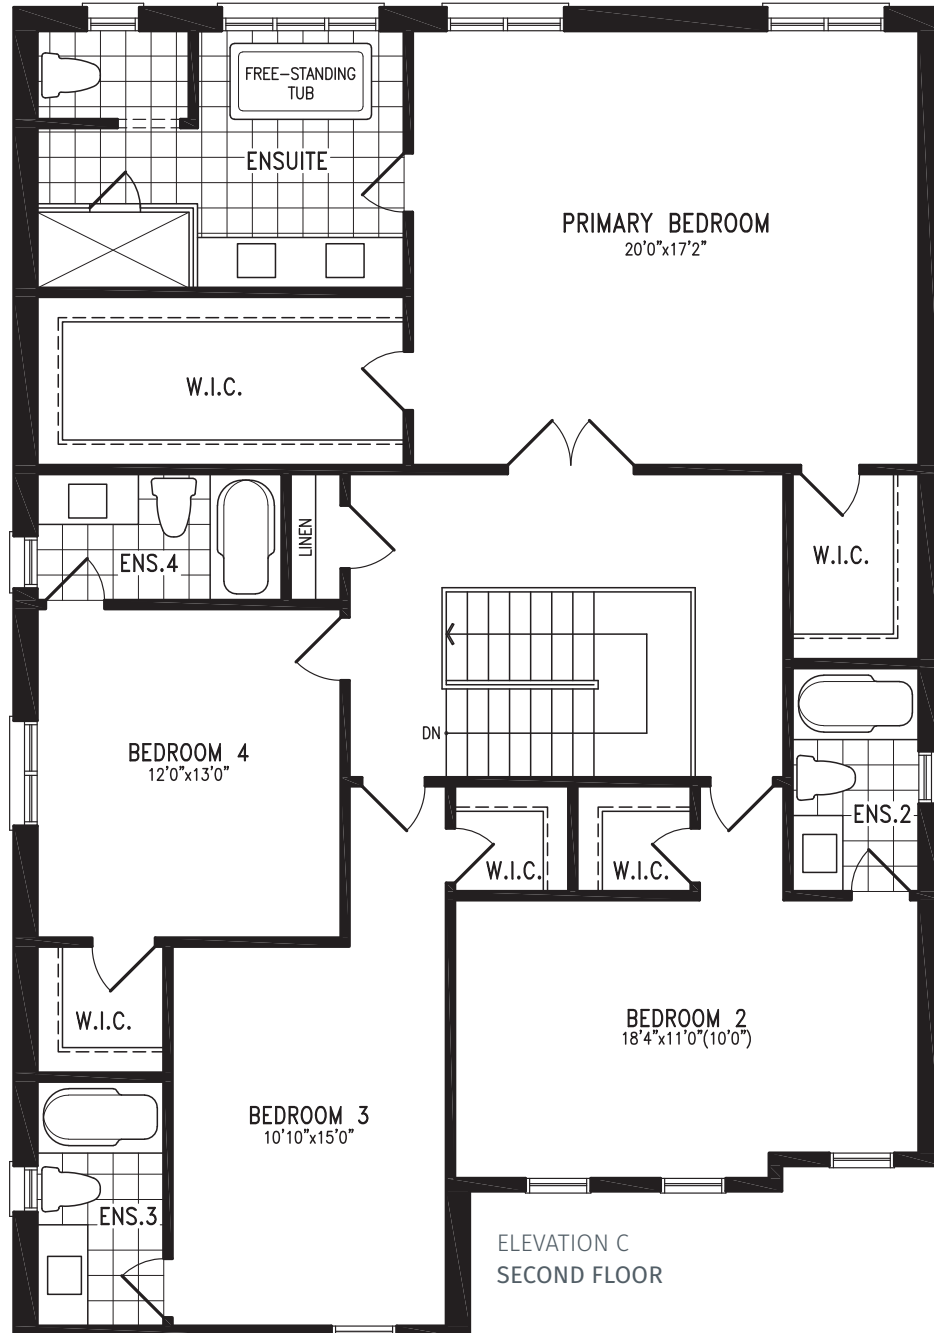 FREE-STANDING
TUB
ENSUITE
PRIMARY BEDROOM
20'0"x17'2"
W.I.C.
LINEN
ENS.4
W.I.C.
DN
BEDROOM 4
12'0"x13'0"
ENS.2
W.I.C.
W.I.C.
W.I.C.
BEDROOM 2
18'4"x11'0"(10'0")
BEDROOM 3
10'10"x15'0"
ENS.3
ELEVATION C
SECOND FLOOR